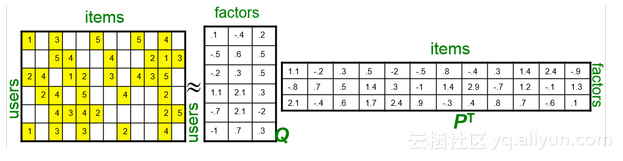 items
users
1 3 5 5 4
5 4 4 2 1 3
2 4 1 2 3 4 3 5
2 4 5 4 2
4 3 4 2 2 5
1 3 3 2 4
≈
factors
users
.1 -.4 .2
-.5 .6 .5
-.2 .3 .5
1.1 2.1 .3
-.7 2.1 -2
-1 .7 .3
Q
items
factors
1.1 -.2 .3 .5 -2 -.5 .8 -.4 .3 1.4 2.4 -.9
-.8 .7 .5 1.4 .3 -1 1.4 2.9 -.7 1.2 -.1 1.3
2.1 -.4 .6 1.7 2.4 .9 -.3 .4 .8 .7 -.6 .1
PT
云栖社区 yq.aliyun.com